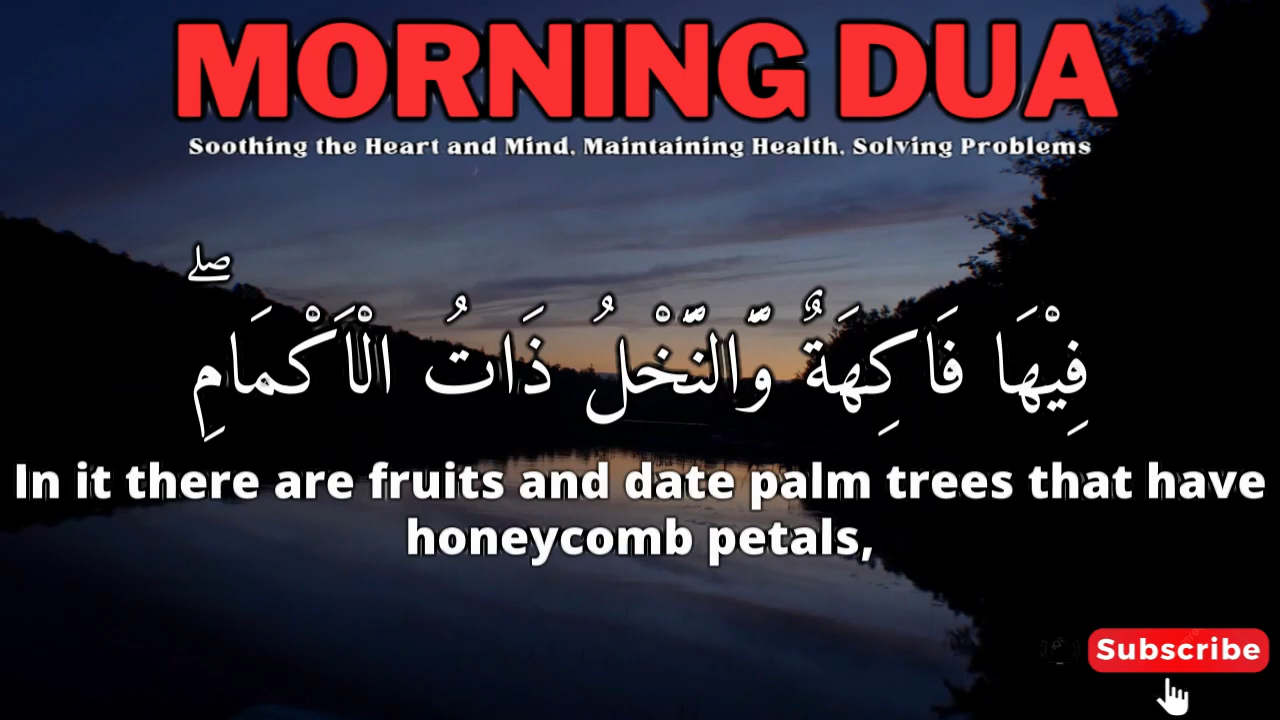 MORNING DUA
Soothing the Heart and Mind, Maintaining Health, Solving Problems
فِيْهَا فَاكِهَةٌ وَّالنَّخْلُ ذَاتُ الْاَكْمَامِۖ
In it there are fruits and date palm trees that have
honeycomb petals,
Subscribe